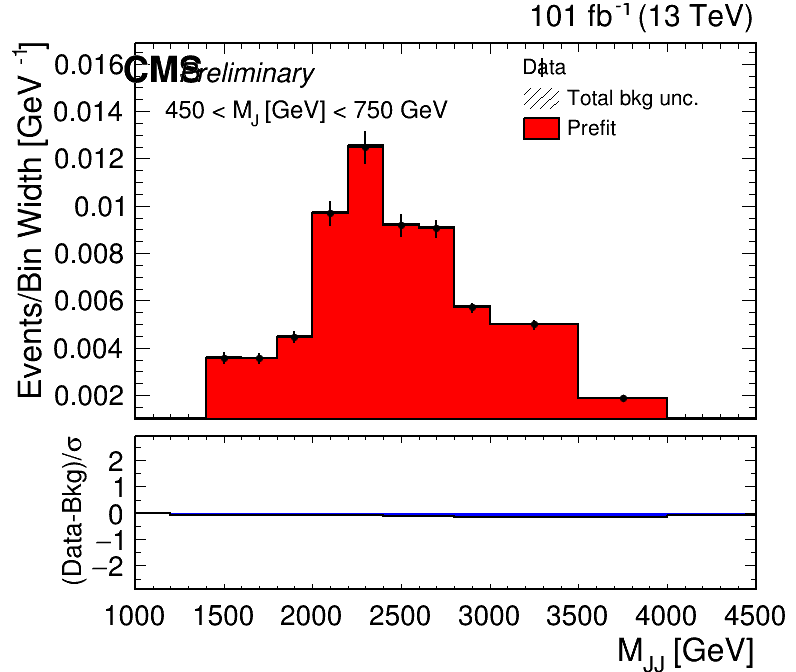 101 fb⁻¹ (13 TeV)
CMS Preliminary
450 < M_J [GeV] < 750 GeV
Data
Total bkg unc.
Prefit
Events/Bin Width [GeV⁻¹]
0.016
0.014
0.012
0.01
0.008
0.006
0.004
0.002
(Data-Bkg)/σ
2
1
0
−1
−2
1000 1500 2000 2500 3000 3500 4000 4500
M_JJ [GeV]